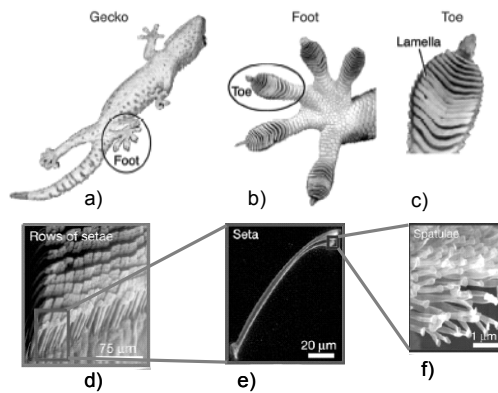 Gecko
Foot
Toe
Foot
Toe
Lamella
a)
b)
c)
Rows of setae
Seta
Spatulae
75 µm
20 µm
1 µm
d)
e)
f)